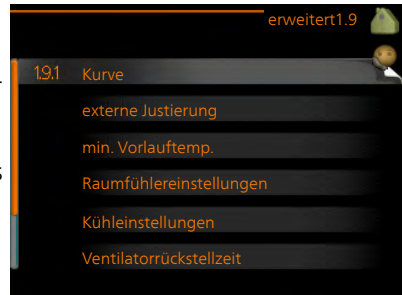 erweitert1.9
1.9.1 Kurve
externe Justierung
min. Vorlauftemp.
Raumfühlereinstellungen
Kühleinstellungen
Ventilatorrückstellzeit